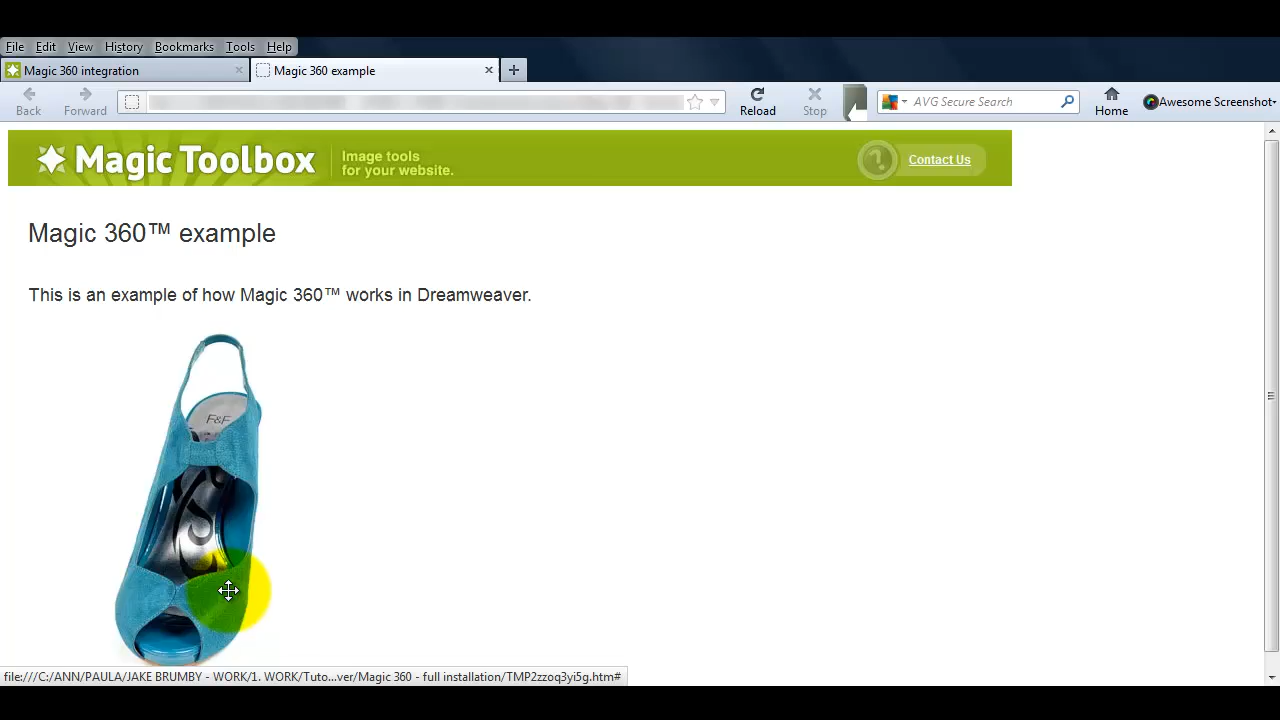 File Edit View History Bookmarks Tools Help
Magic 360 integration
Magic 360 example
Back Forward Reload Stop AVG Secure Search Home Awesome Screenshot-
Magic Toolbox
Image tools
for your website.
Contact Us
Magic 360™ example
This is an example of how Magic 360™ works in Dreamweaver.
F&F
file:///C:/ANN/PAULA/JAKE BRUMBY - WORK/1. WORK/Tuto...ver/Magic 360 - full installation/TMP2zzoq3yi5g.htm#